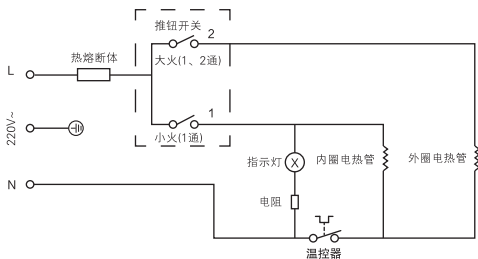 推钮开关
2
热熔断体
大火(1、2通)
L
1
220V~
小火(1通)
指示灯
X
内圈电热管
外圈电热管
N
电阻
温控器